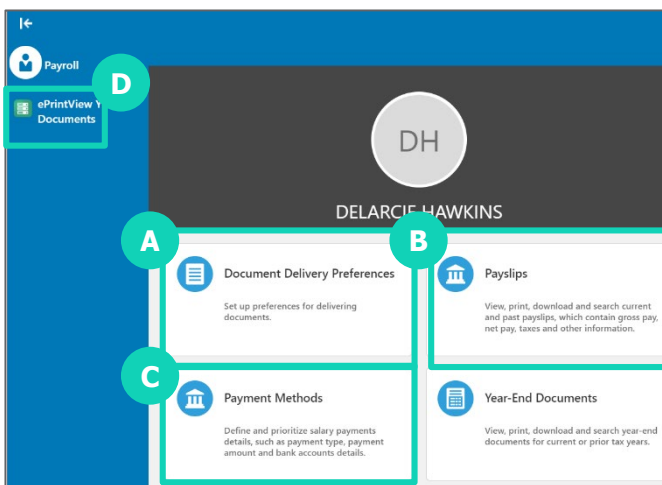 Payroll
D
ePrintView Y
Documents
DH
DELARCIE HAWKINS
A
B
Document Delivery Preferences
Set up preferences for delivering
documents.
Payslips
View, print, download and search current
and past payslips, which contain gross pay,
net pay, taxes and other information.
C
Payment Methods
Define and prioritize salary payments
details, such as payment type, payment
amount and bank accounts details.
Year-End Documents
View, print, download and search year-end
documents for current or prior tax years.